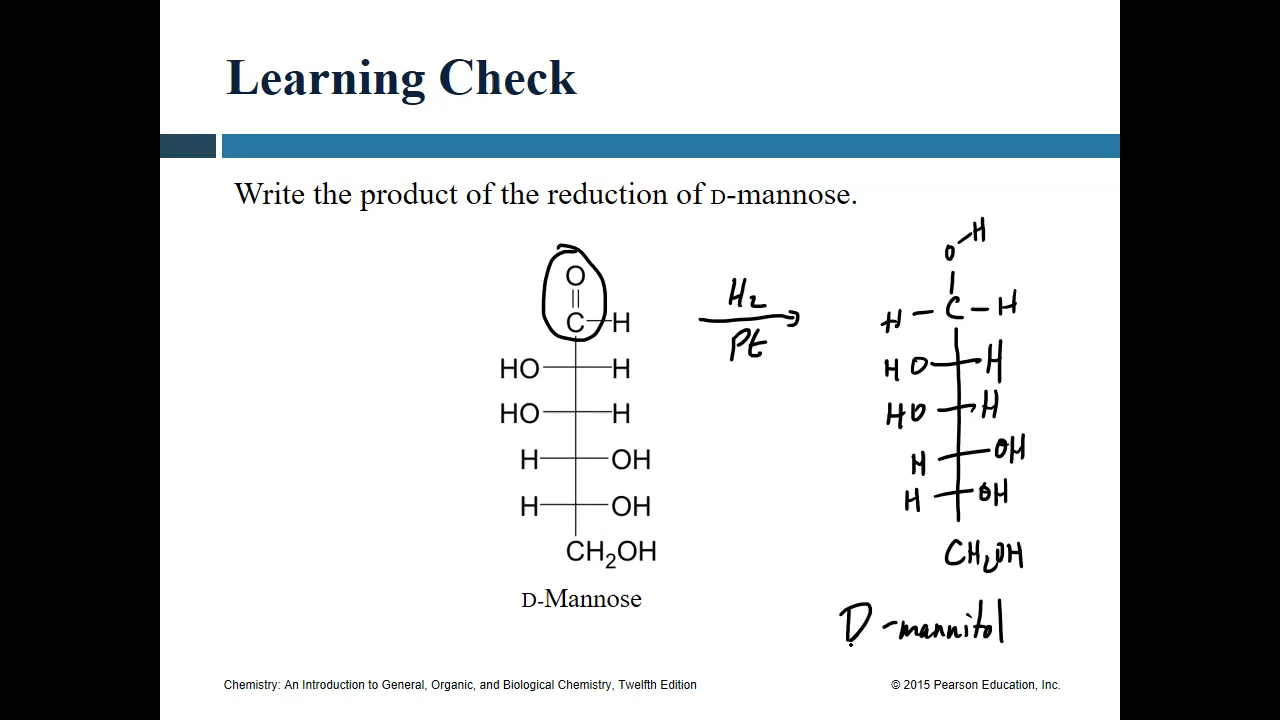 Learning Check
Write the product of the reduction of D-mannose.
O
C H
HO H
HO H
H OH
H OH
CH2OH
D-Mannose
H2
Pt
O-H
H-C-H
HO H
HO H
H OH
H OH
CH2OH
D-mannitol
Chemistry: An Introduction to General, Organic, and Biological Chemistry, Twelfth Edition
© 2015 Pearson Education, Inc.